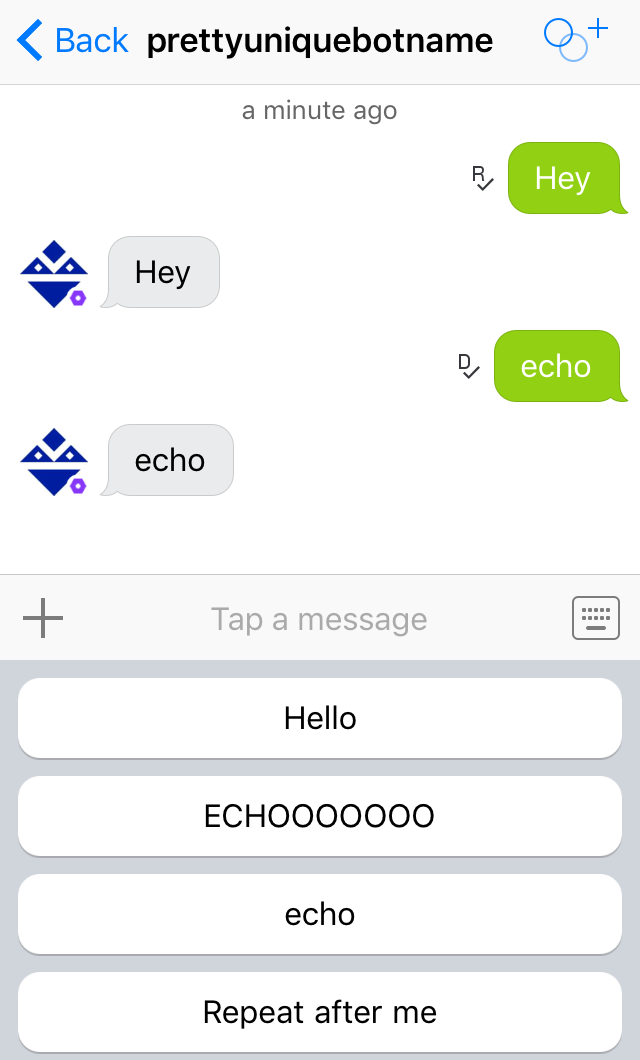 Back prettyuniquebotname
a minute ago
R Hey
Hey
D echo
echo
Tap a message
Hello
ECHOOOOOOO
echo
Repeat after me